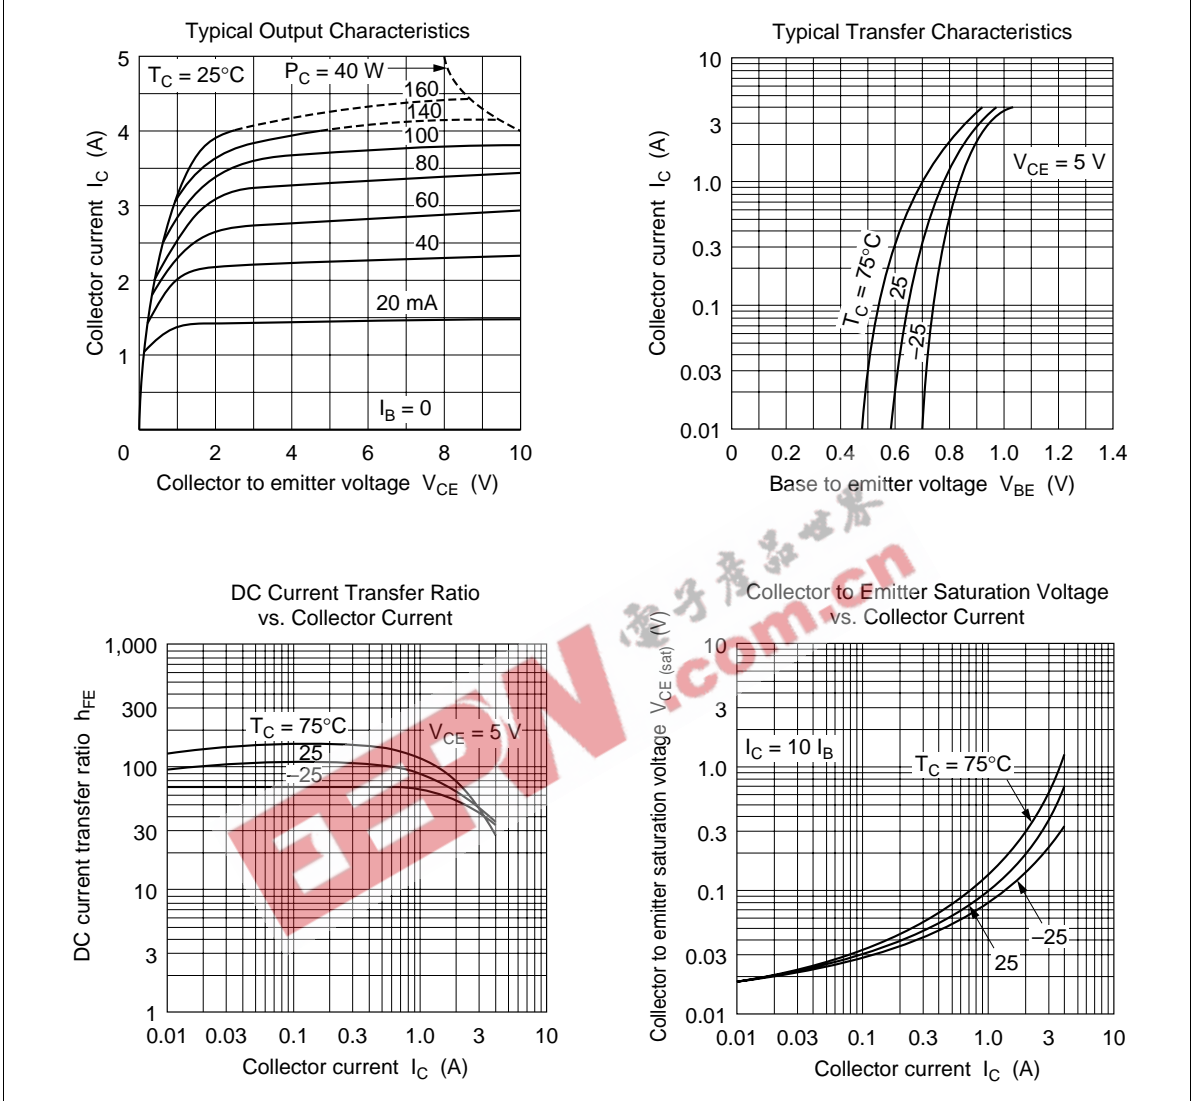 Typical Output Characteristics
5
4
3
2
1
0
2
4
6
8
10
T_C = 25°C
P_C = 40 W
160
140
100
80
60
40
20 mA
I_B = 0
Collector current I_C (A)
Collector to emitter voltage V_CE (V)
Typical Transfer Characteristics
10
3
1.0
0.3
0.1
0.03
0.01
0
0.2
0.4
0.6
0.8
1.0
1.2
1.4
V_CE = 5 V
T_C = 75°C
25
–25
Collector current I_C (A)
Base to emitter voltage V_BE (V)
DC Current Transfer Ratio
vs. Collector Current
1,000
300
100
30
10
3
1
0.01
0.03
0.1
0.3
1.0
3
10
T_C = 75°C
25
–25
V_CE = 5 V
DC current transfer ratio h_FE
Collector current I_C (A)
Collector to Emitter Saturation Voltage
vs. Collector Current
10
3
1.0
0.3
0.1
0.03
0.01
0.01
0.03
0.1
0.3
1.0
3
10
I_C = 10 I_B
T_C = 75°C
–25
25
Collector to emitter saturation voltage V_CE (sat) (V)
Collector current I_C (A)
EEPW.com.cn
電子產品世界